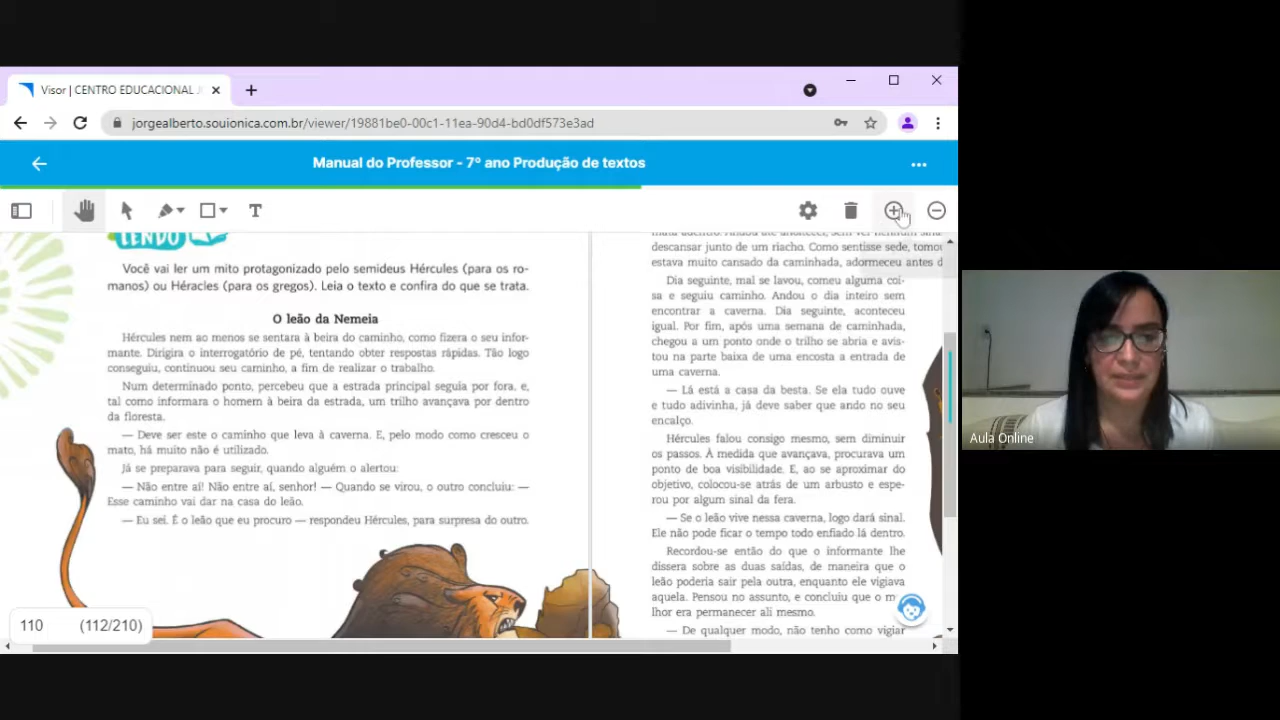 Visor | CENTRO EDUCACIONAL J
jorgealberto.souionica.com.br/viewer/19881be0-00c1-11ea-90d4-bd0df573e3ad
Manual do Professor - 7º ano Produção de textos
T
LENDO
Você vai ler um mito protagonizado pelo semideus Hércules (para os ro-
manos) ou Héracles (para os gregos). Leia o texto e confira do que se trata.
O leão da Nemeia
Hércules nem ao menos se sentara à beira do caminho, como fizera o seu infor-
mante. Dirigira o interrogatório de pé, tentando obter respostas rápidas. Tão logo
conseguiu, continuou seu caminho, a fim de realizar o trabalho.
Num determinado ponto, percebeu que a estrada principal seguia por fora, e,
tal como informara o homem à beira da estrada, um trilho avançava por dentro
da floresta.
— Deve ser este o caminho que leva à caverna. E, pelo modo como cresceu o
mato, há muito não é utilizado.
Já se preparava para seguir, quando alguém o alertou:
— Não entre aí! Não entre aí, senhor! — Quando se virou, o outro concluiu: —
Esse caminho vai dar na casa do leão.
— Eu sei. É o leão que eu procuro — respondeu Hércules, para surpresa do outro.
110 (112/210)
descansar junto de um riacho. Como sentisse sede, tomou
estava muito cansado da caminhada, adormeceu antes d
Dia seguinte, mal se lavou, comeu alguma coi-
sa e seguiu caminho. Andou o dia inteiro sem
encontrar a caverna. Dia seguinte, aconteceu
igual. Por fim, após uma semana de caminhada,
chegou a um ponto onde o trilho se abria e avis-
tou na parte baixa de uma encosta a entrada de
uma caverna.
— Lá está a casa da besta. Se ela tudo ouve
e tudo adivinha, já deve saber que ando no seu
encalço.
Hércules falou consigo mesmo, sem diminuir
os passos. À medida que avançava, procurava um
ponto de boa visibilidade. E, ao se aproximar do
objetivo, colocou-se atrás de um arbusto e espe-
rou por algum sinal da fera.
— Se o leão vive nessa caverna, logo dará sinal.
Ele não pode ficar o tempo todo enfiado lá dentro.
Recordou-se então do que o informante lhe
dissera sobre as duas saídas, de maneira que o
leão poderia sair pela outra, enquanto ele vigiava
aquela. Pensou no assunto, e concluiu que o m
lhor era permanecer ali mesmo.
— De qualquer modo, não tenho como vigiar
Aula Online